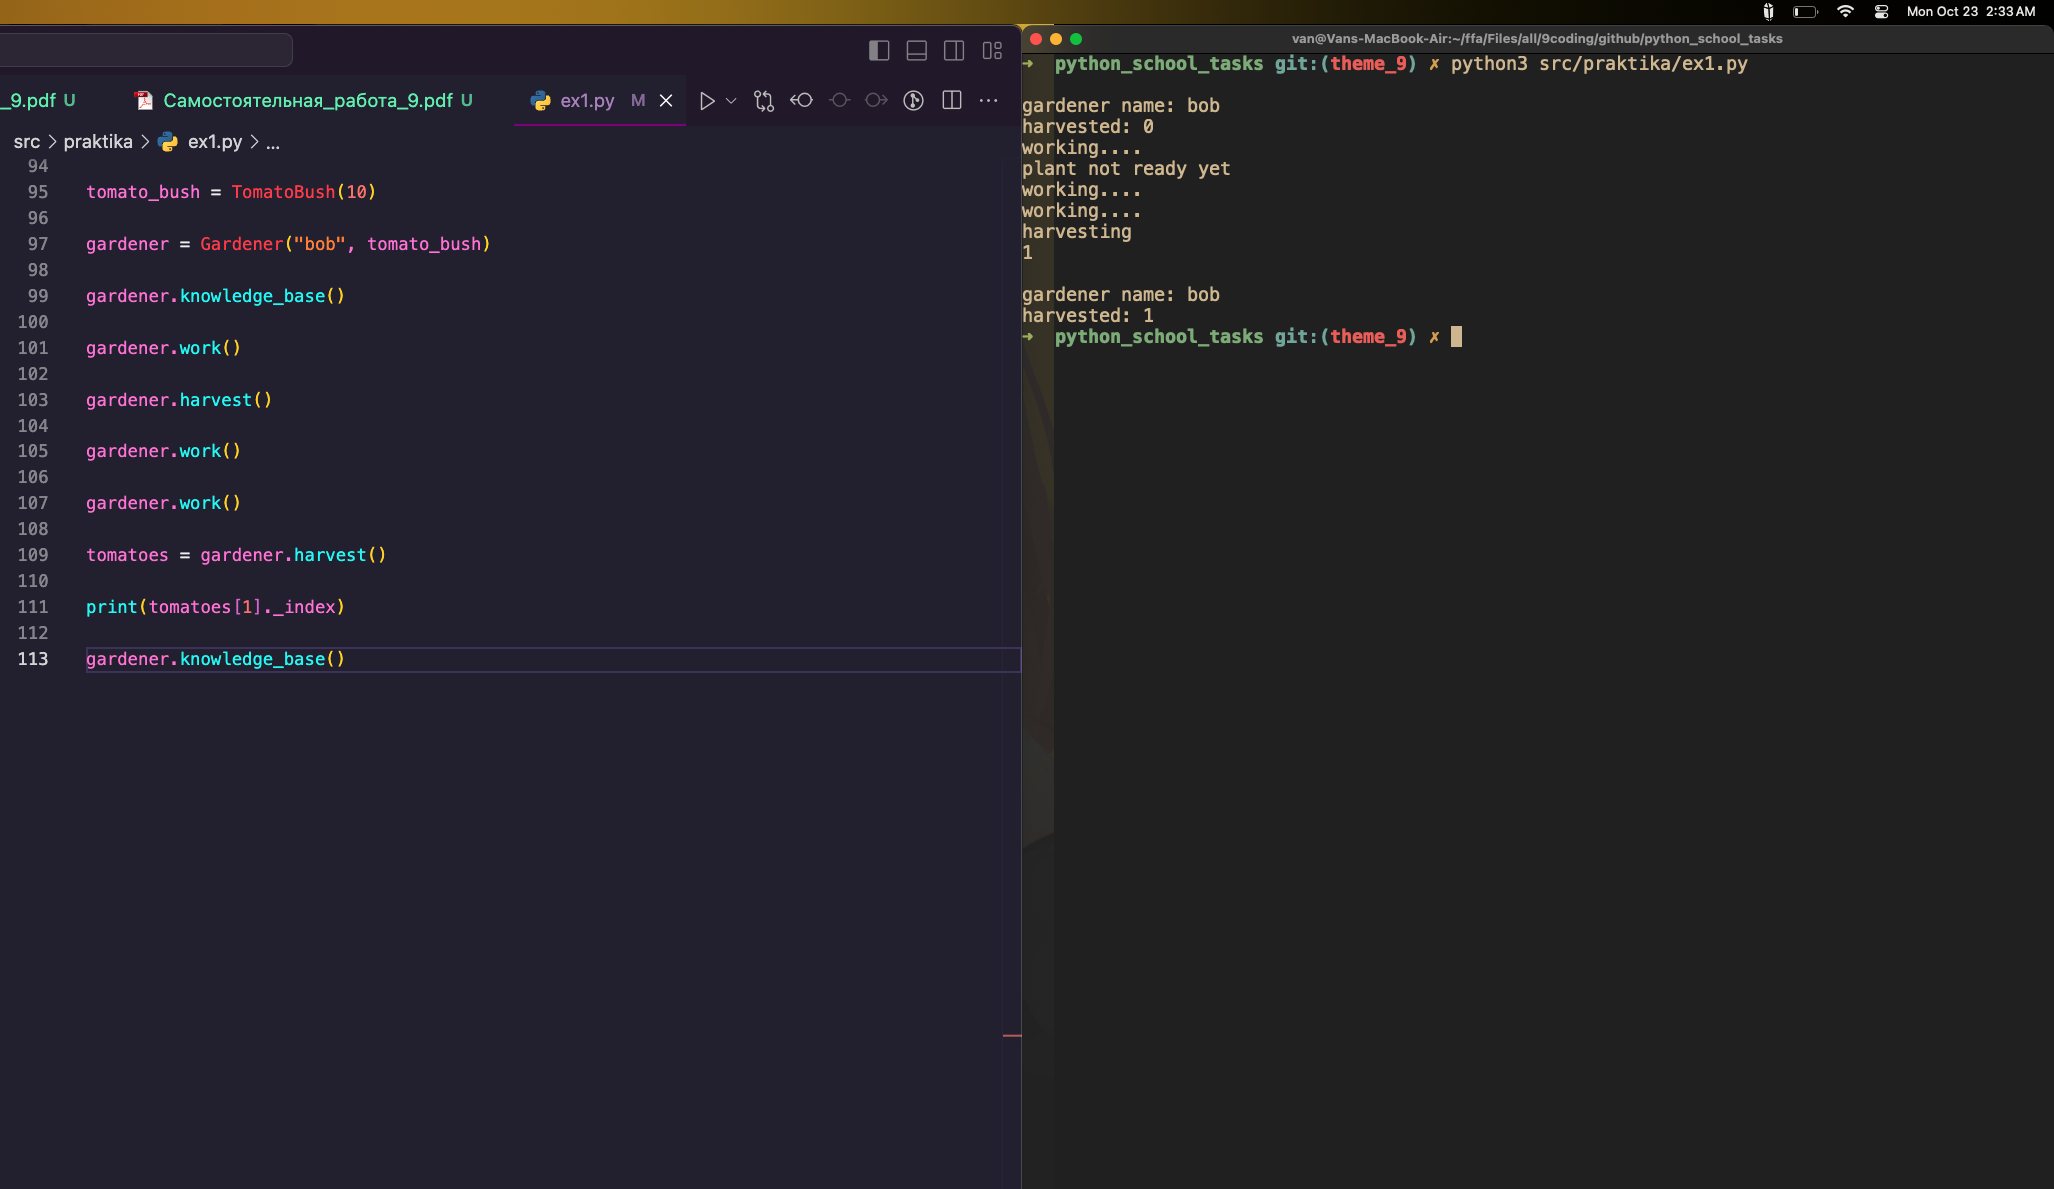 Mon Oct 23 2:33 AM
_9.pdf U
Самостоятельная_работа_9.pdf U
ex1.py M
src > praktika > ex1.py > ...
94
95 tomato_bush = TomatoBush(10)
96
97 gardener = Gardener("bob", tomato_bush)
98
99 gardener.knowledge_base()
100
101 gardener.work()
102
103 gardener.harvest()
104
105 gardener.work()
106
107 gardener.work()
108
109 tomatoes = gardener.harvest()
110
111 print(tomatoes[1]._index)
112
113 gardener.knowledge_base()
van@Vans-MacBook-Air:~/ffa/Files/all/9coding/github/python_school_tasks
➜ python_school_tasks git:(theme_9) ✗ python3 src/praktika/ex1.py
gardener name: bob
harvested: 0
working....
plant not ready yet
working....
working....
harvesting
1
gardener name: bob
harvested: 1
➜ python_school_tasks git:(theme_9) ✗